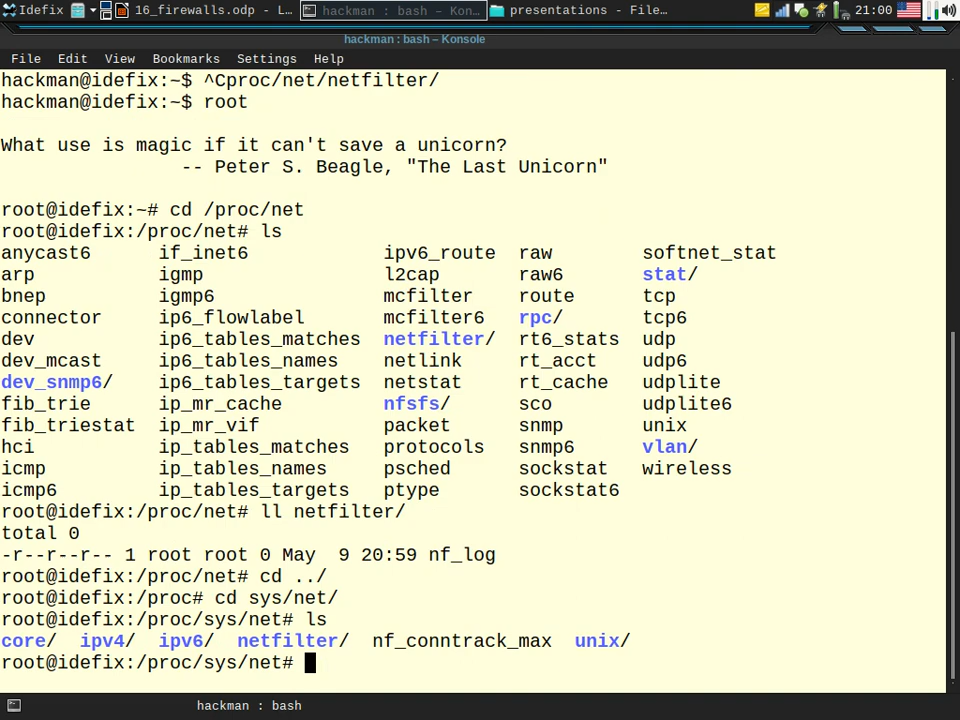 Idefix 16_firewalls.odp - L... hackman : bash – Kon... presentations - File... 21:00
hackman : bash – Konsole
File Edit View Bookmarks Settings Help
hackman@idefix:~$ ^Cproc/net/netfilter/
hackman@idefix:~$ root
What use is magic if it can't save a unicorn?
-- Peter S. Beagle, "The Last Unicorn"
root@idefix:~# cd /proc/net
root@idefix:/proc/net# ls
anycast6 if_inet6 ipv6_route raw softnet_stat
arp igmp l2cap raw6 stat/
bnep igmp6 mcfilter route tcp
connector ip6_flowlabel mcfilter6 rpc/ tcp6
dev ip6_tables_matches netfilter/ rt6_stats udp
dev_mcast ip6_tables_names netlink rt_acct udp6
dev_snmp6/ ip6_tables_targets netstat rt_cache udplite
fib_trie ip_mr_cache nfsfs/ sco udplite6
fib_triestat ip_mr_vif packet snmp unix
hci ip_tables_matches protocols snmp6 vlan/
icmp ip_tables_names psched sockstat wireless
icmp6 ip_tables_targets ptype sockstat6
root@idefix:/proc/net# ll netfilter/
total 0
-r--r--r-- 1 root root 0 May  9 20:59 nf_log
root@idefix:/proc/net# cd ../
root@idefix:/proc# cd sys/net/
root@idefix:/proc/sys/net# ls
core/ ipv4/ ipv6/ netfilter/ nf_conntrack_max unix/
root@idefix:/proc/sys/net#
hackman : bash